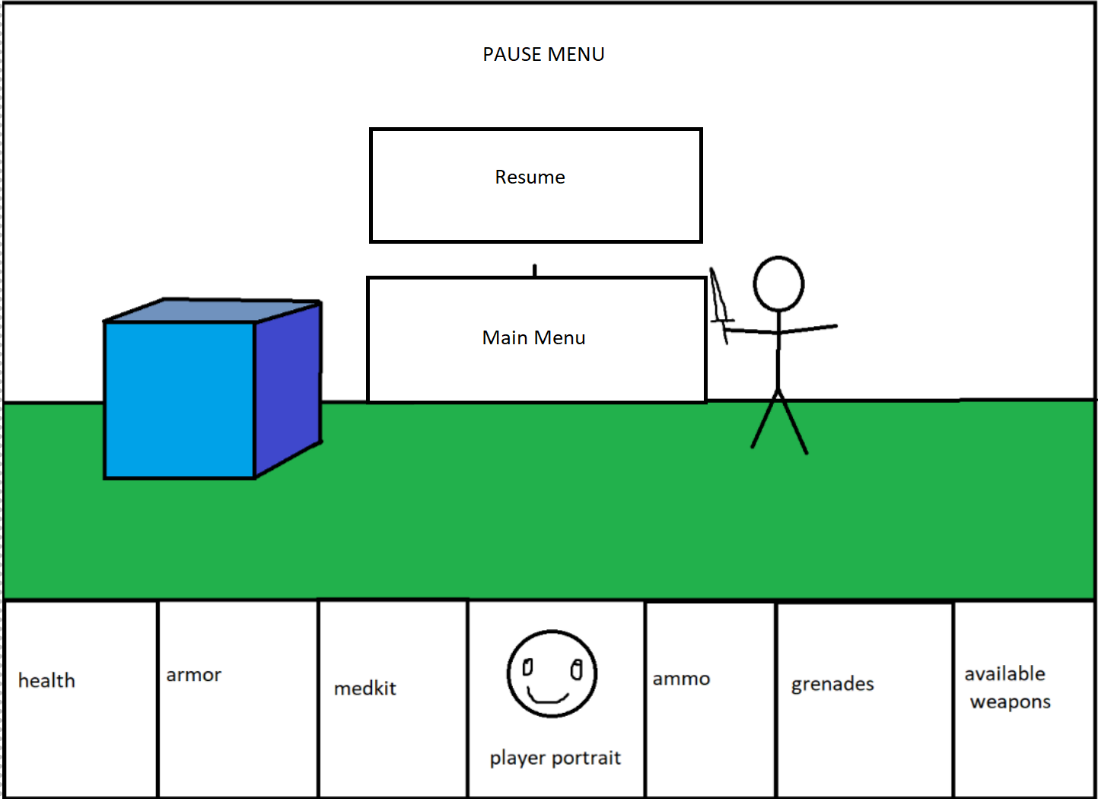 PAUSE MENU
Resume
Main Menu
health
armor
medkit
player portrait
ammo
grenades
available
weapons